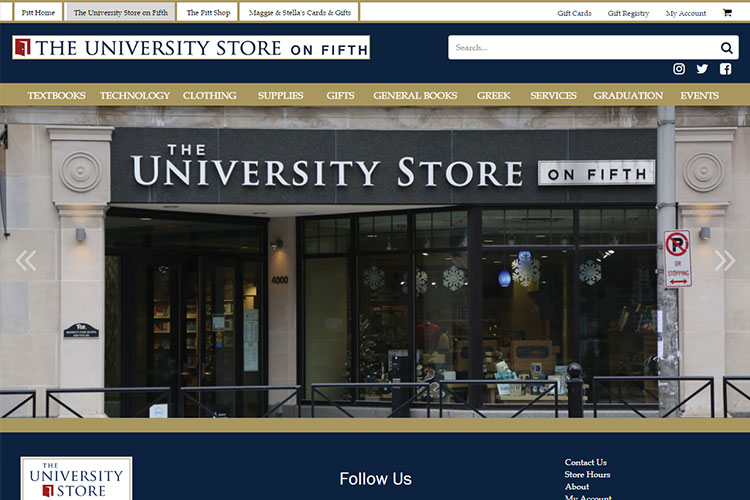 Pitt Home The University Store on Fifth The Pitt Shop Maggie & Stella's Cards & Gifts Gift Cards Gift Registry My Account
THE UNIVERSITY STORE ON FIFTH
Search...
TEXTBOOKS TECHNOLOGY CLOTHING SUPPLIES GIFTS GENERAL BOOKS GREEK SERVICES GRADUATION EVENTS
THE
UNIVERSITY STORE ON FIFTH
4000
P
OR
STOPPING
Pitt
THE
UNIVERSITY
STORE
Follow Us
Contact Us
Store Hours
About
My Account